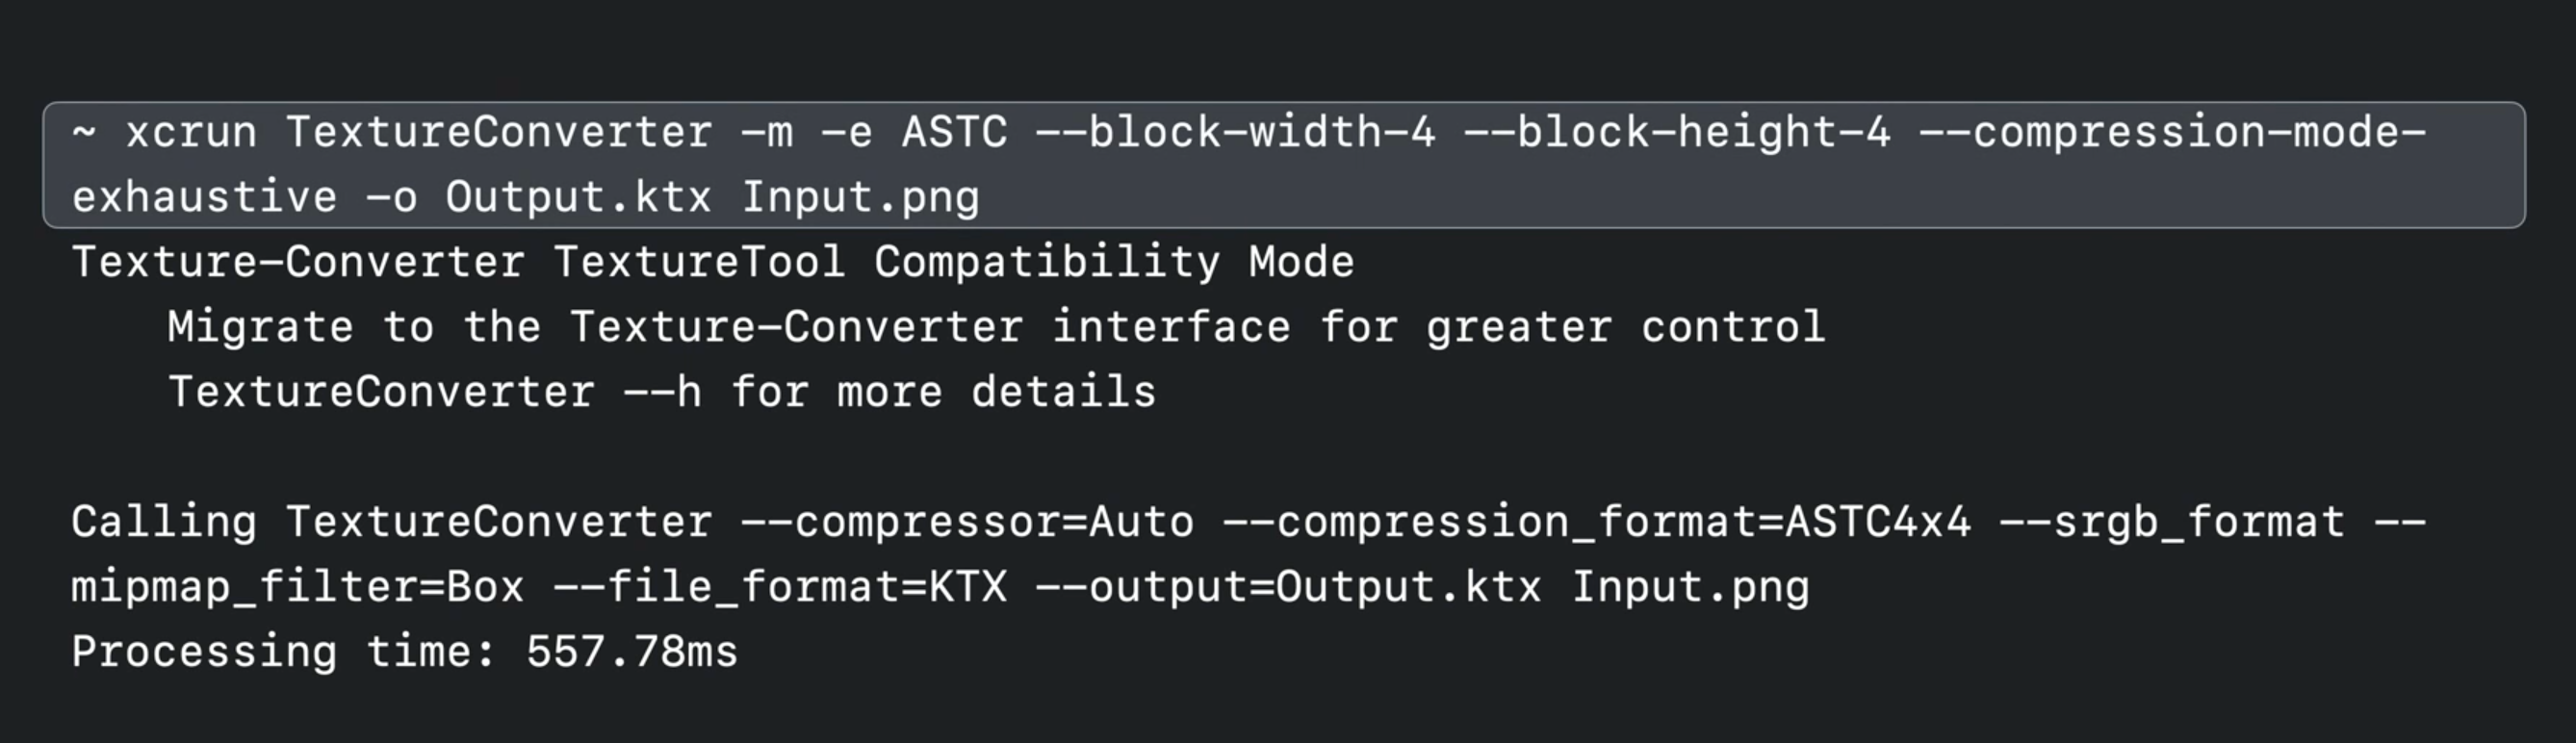 ~ xcrun TextureConverter -m -e ASTC --block-width-4 --block-height-4 --compression-mode-
exhaustive -o Output.ktx Input.png
Texture-Converter TextureTool Compatibility Mode
Migrate to the Texture-Converter interface for greater control
TextureConverter --h for more details
Calling TextureConverter --compressor=Auto --compression_format=ASTC4x4 --srgb_format --
mipmap_filter=Box --file_format=KTX --output=Output.ktx Input.png
Processing time: 557.78ms